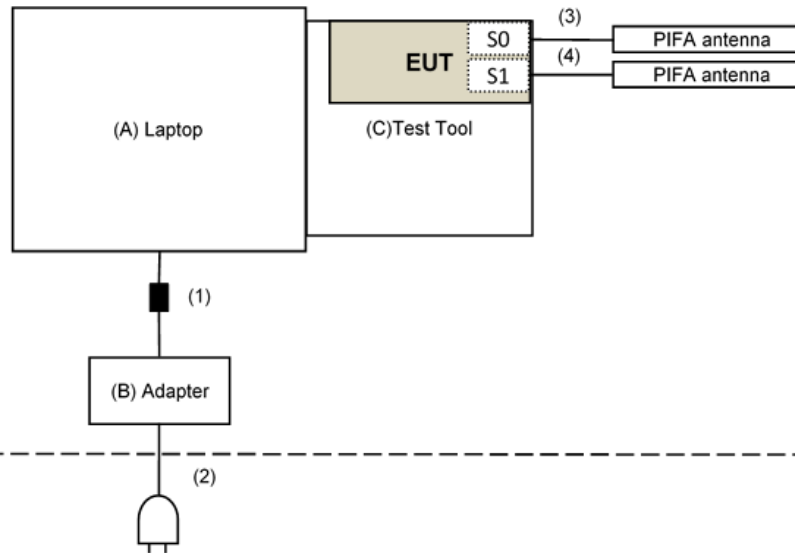 (3)
S0
PIFA antenna
EUT
(4)
S1
PIFA antenna
(A) Laptop
(C)Test Tool
(1)
(B) Adapter
(2)